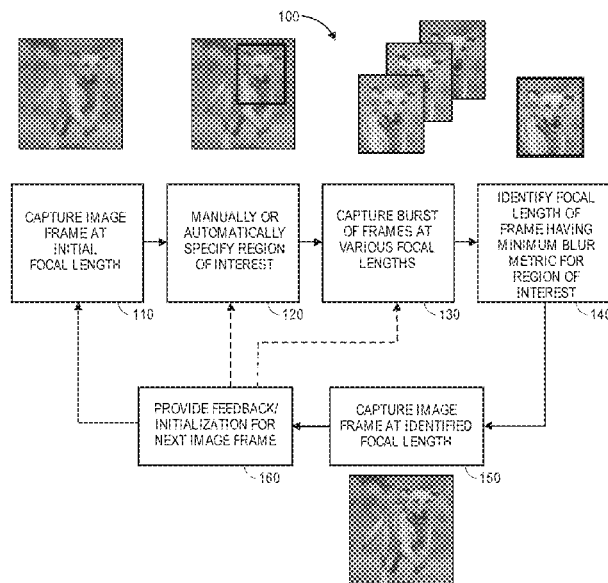 100
CAPTURE IMAGE
FRAME AT
INITIAL
FOCAL LENGTH
110
MANUALLY OR
AUTOMATICALLY
SPECIFY REGION
OF INTEREST
120
CAPTURE BURST
OF FRAMES AT
VARIOUS FOCAL
LENGTHS
130
IDENTIFY FOCAL
LENGTH OF
FRAME HAVING
MINIMUM BLUR
METRIC FOR
REGION OF
INTEREST
140
PROVIDE FEEDBACK/
INITIALIZATION FOR
NEXT IMAGE FRAME
160
CAPTURE IMAGE
FRAME AT IDENTIFIED
FOCAL LENGTH
150